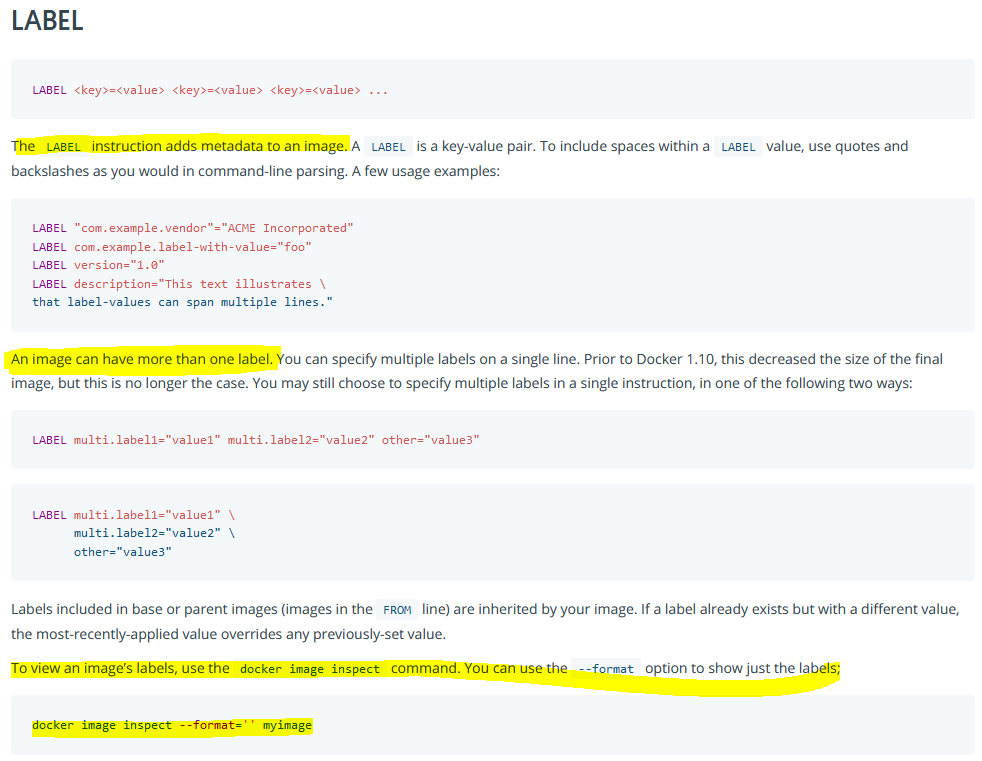 LABEL
LABEL <key>=<value> <key>=<value> <key>=<value> ...
The LABEL instruction adds metadata to an image. A LABEL is a key-value pair. To include spaces within a LABEL value, use quotes and
backslashes as you would in command-line parsing. A few usage examples:
LABEL "com.example.vendor"="ACME Incorporated"
LABEL com.example.label-with-value="foo"
LABEL version="1.0"
LABEL description="This text illustrates \
that label-values can span multiple lines."
An image can have more than one label. You can specify multiple labels on a single line. Prior to Docker 1.10, this decreased the size of the final
image, but this is no longer the case. You may still choose to specify multiple labels in a single instruction, in one of the following two ways:
LABEL multi.label1="value1" multi.label2="value2" other="value3"
LABEL multi.label1="value1" \
multi.label2="value2" \
other="value3"
Labels included in base or parent images (images in the FROM line) are inherited by your image. If a label already exists but with a different value,
the most-recently-applied value overrides any previously-set value.
To view an image’s labels, use the docker image inspect command. You can use the --format option to show just the labels;
docker image inspect --format='' myimage